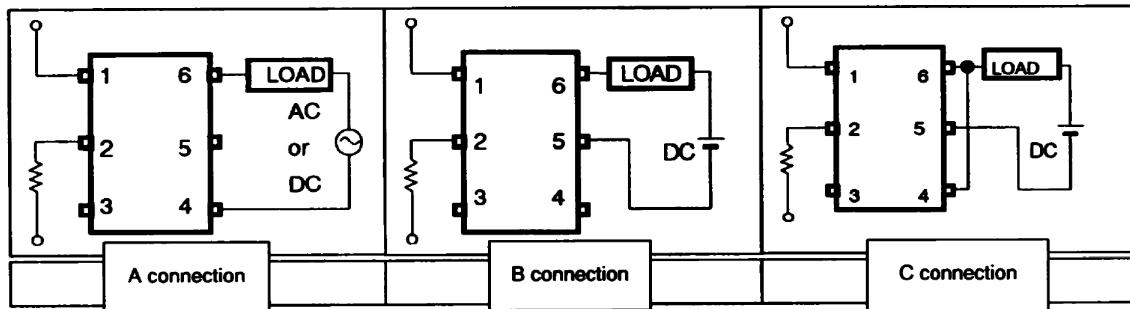 1 6 LOAD
AC
2 5 or
DC
3 4
A connection
1 6 LOAD
2 5 DC
3 4
B connection
1 6 LOAD
2 5 DC
3 4
C connection